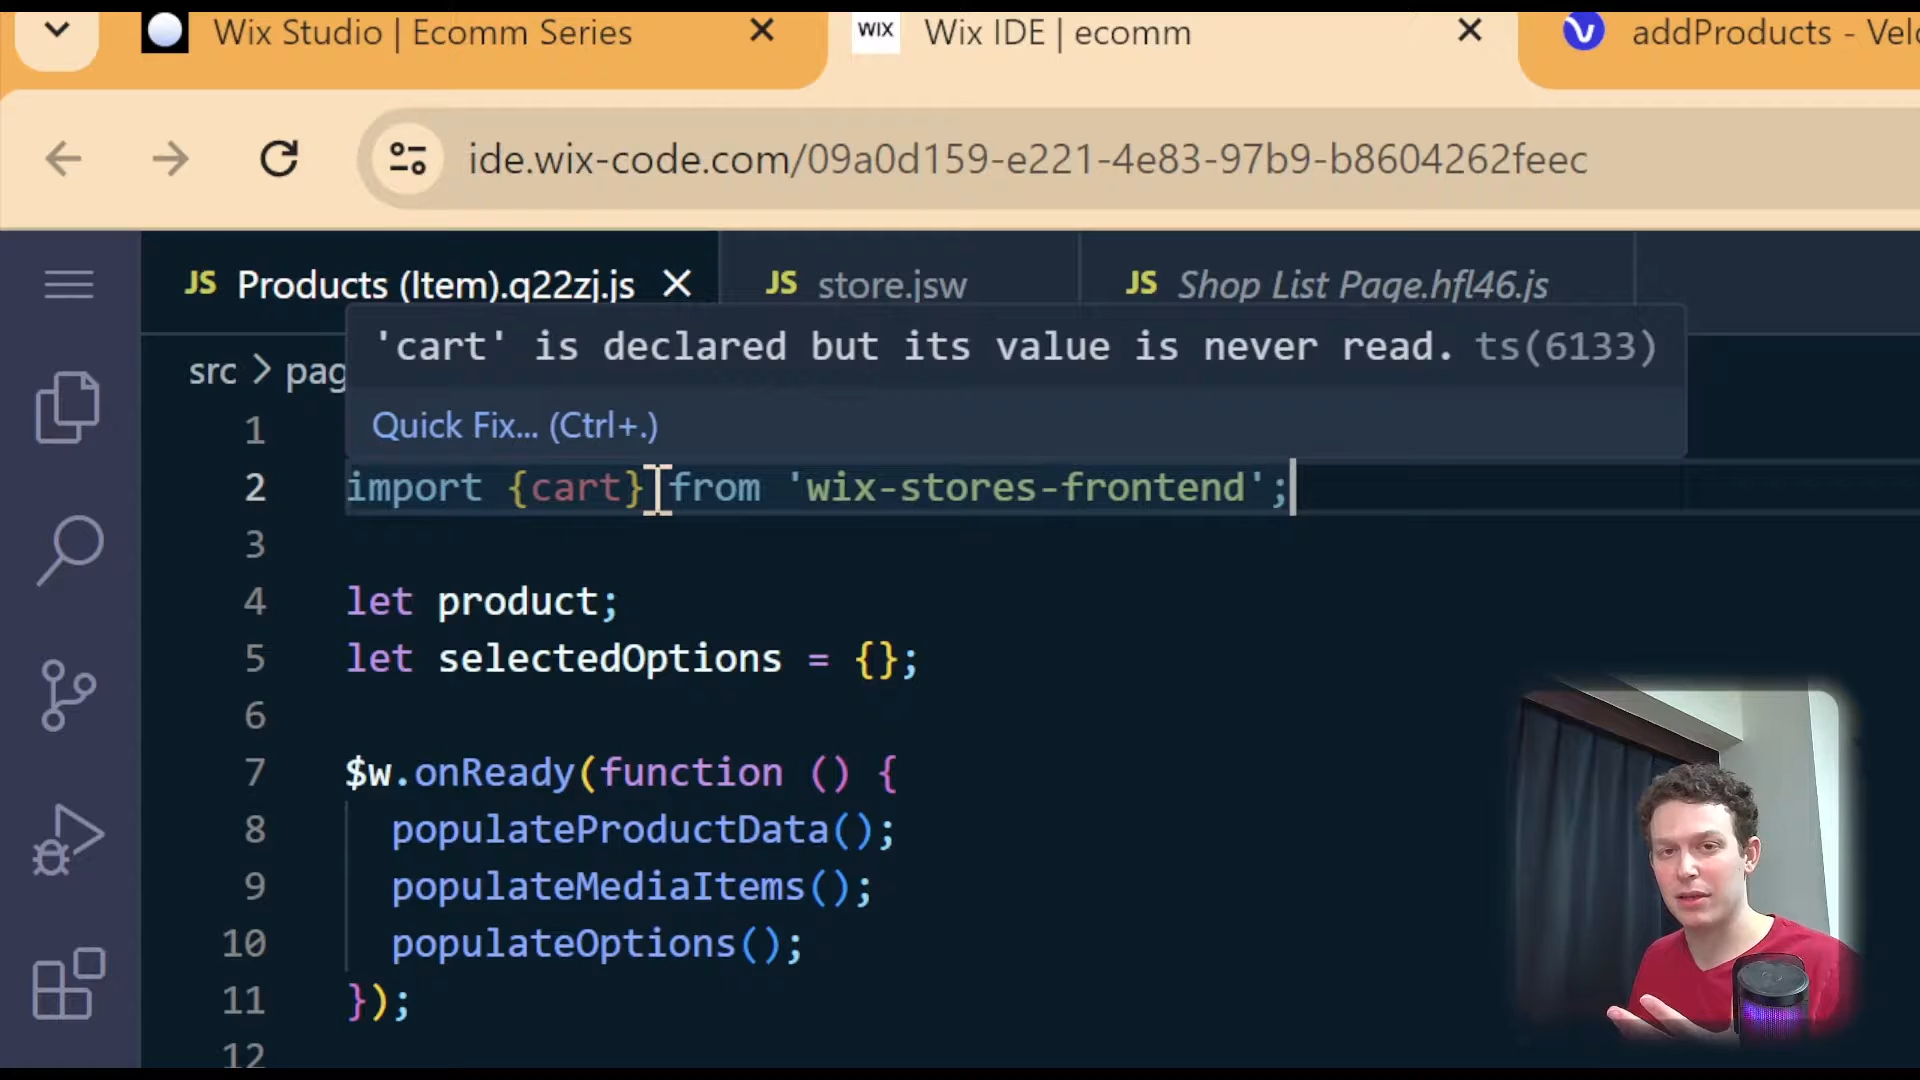 Wix Studio | Ecomm Series
WIX Wix IDE | ecomm
addProducts - Velo
ide.wix-code.com/09a0d159-e221-4e83-97b9-b8604262feec
JS Products (Item).q22zj.js
JS store.jsw
JS Shop List Page.hfl46.js
'cart' is declared but its value is never read. ts(6133)
src > pag
Quick Fix... (Ctrl+.)
1
2 import {cart} from 'wix-stores-frontend';
3
4 let product;
5 let selectedOptions = {};
6
7 $w.onReady(function () {
8 populateProductData();
9 populateMediaItems();
10 populateOptions();
11 });
12